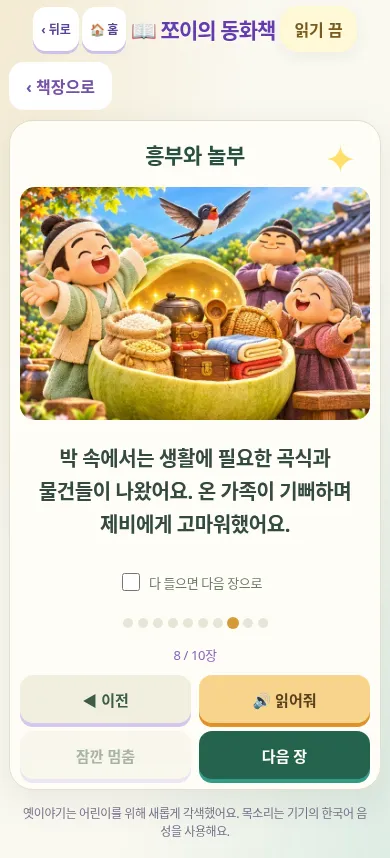 ‹ 뒤로 🏠 홈 📖 쪼이의 동화책 읽기 끔
‹ 책장으로
흥부와 놀부
박 속에서는 생활에 필요한 곡식과
물건들이 나왔어요. 온 가족이 기뻐하며
제비에게 고마워했어요.
다 들으면 다음 장으로
8 / 10장
◀ 이전 🔊 읽어줘
잠깐 멈춤 다음 장
옛이야기는 어린이를 위해 새롭게 각색했어요. 목소리는 기기의 한국어 음
성을 사용해요.